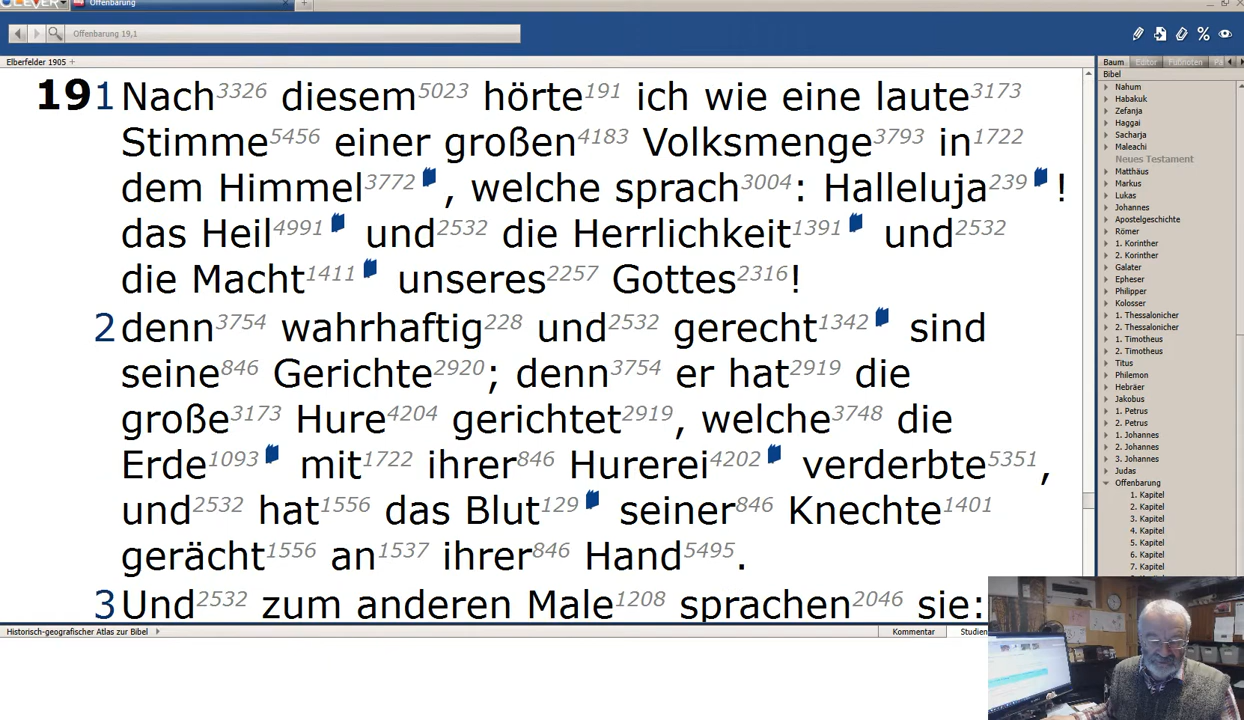 Offenbarung
Offenbarung 19,1
Elberfelder 1905 +
19 1 Nach3326 diesem5023 hörte191 ich wie eine laute3173
Stimme5456 einer großen4183 Volksmenge3793 in1722
dem Himmel3772 , welche sprach3004: Halleluja239 !
das Heil4991 und2532 die Herrlichkeit1391 und2532
die Macht1411 unseres2257 Gottes2316!
2 denn3754 wahrhaftig228 und2532 gerecht1342 sind
seine846 Gerichte2920; denn3754 er hat2919 die
große3173 Hure4204 gerichtet2919, welche3748 die
Erde1093 mit1722 ihrer846 Hurerei4202 verderbte5351,
und2532 hat1556 das Blut129 seiner846 Knechte1401
gerächt1556 an1537 ihrer846 Hand5495.
3 Und2532 zum anderen Male1208 sprachen2046 sie:
Historisch-geografischer Atlas zur Bibel
Kommentar
Baum Editor Fußnoten
Bibel
Nahum
Habakuk
Zefanja
Haggai
Sacharja
Maleachi
Neues Testament
Matthäus
Markus
Lukas
Johannes
Apostelgeschichte
Römer
1. Korinther
2. Korinther
Galater
Epheser
Philipper
Kolosser
1. Thessalonicher
2. Thessalonicher
1. Timotheus
2. Timotheus
Titus
Philemon
Hebräer
Jakobus
1. Petrus
2. Petrus
1. Johannes
2. Johannes
3. Johannes
Judas
Offenbarung
1. Kapitel
2. Kapitel
3. Kapitel
4. Kapitel
5. Kapitel
6. Kapitel
7. Kapitel